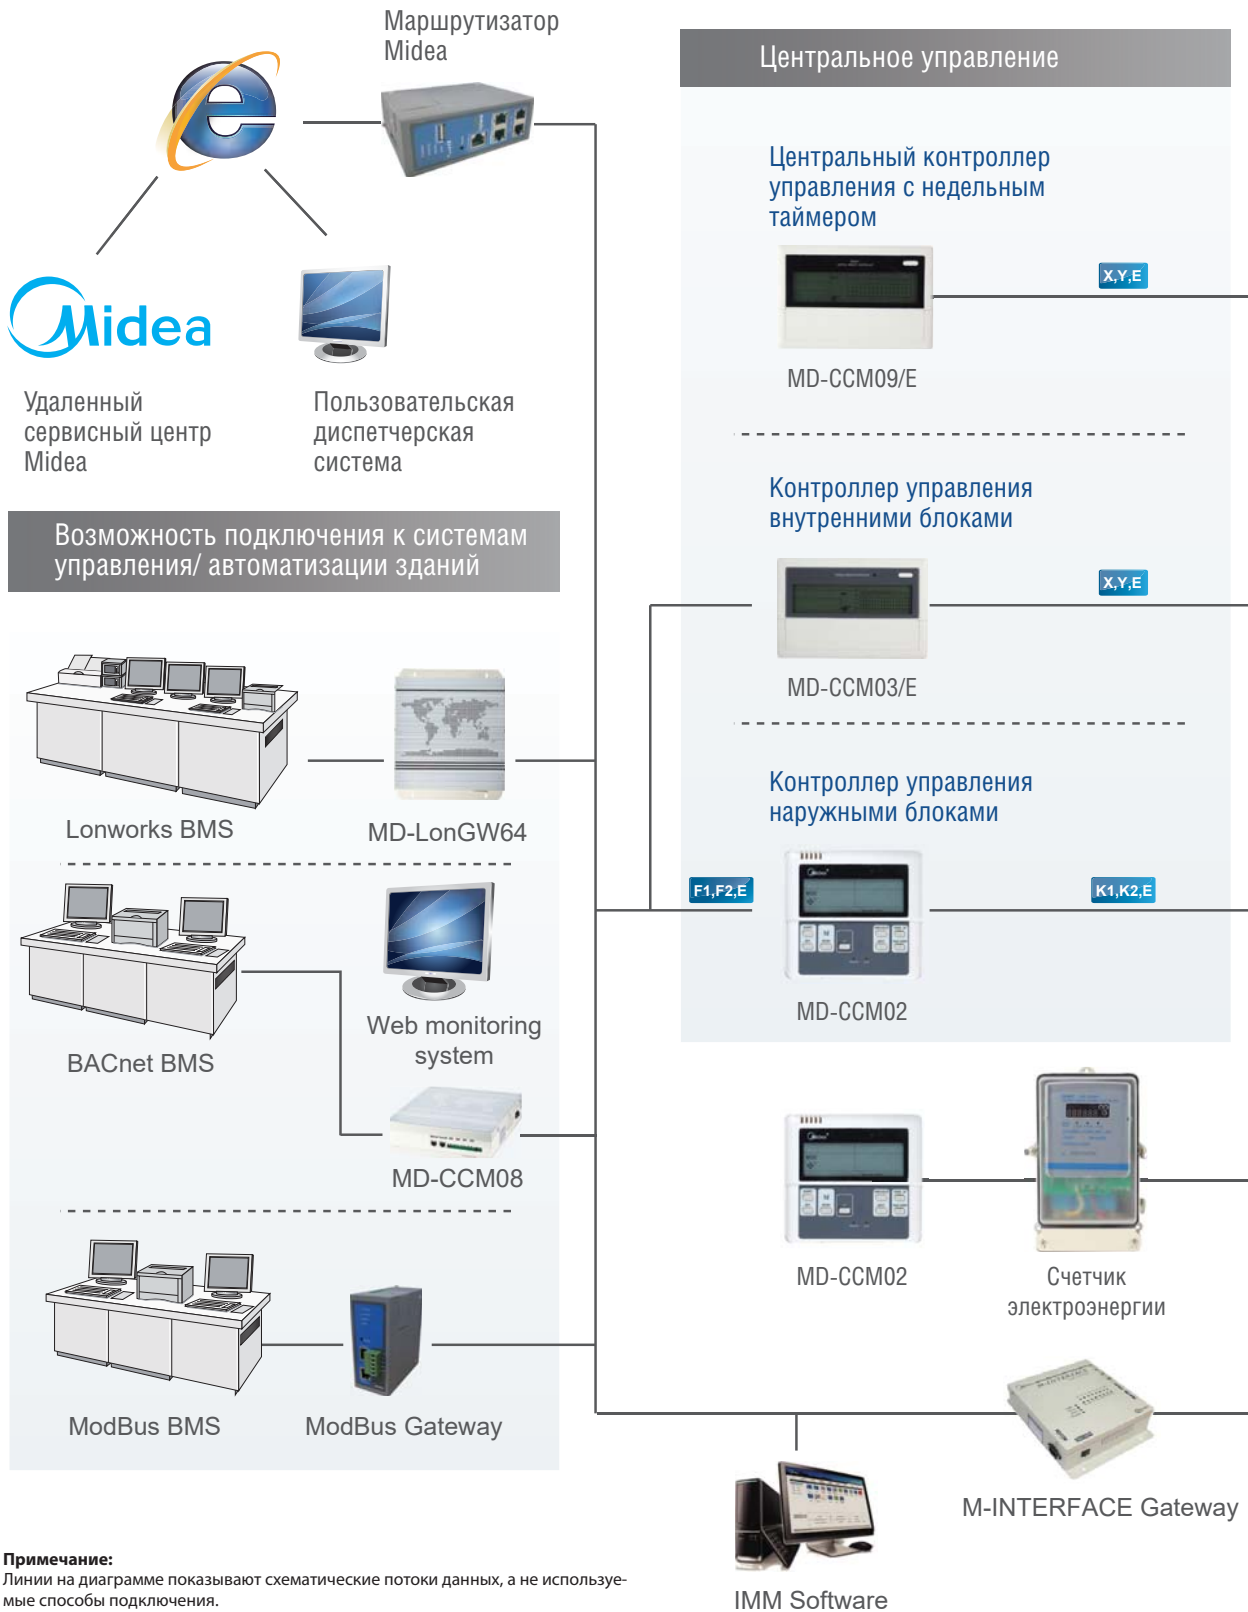 Маршрутизатор
Midea
Midea
Удаленный
сервисный центр
Midea
Пользовательская
диспетчерская
система
Возможность подключения к системам
управления/ автоматизации зданий
Lonworks BMS
MD-LonGW64
BACnet BMS
Web monitoring
system
MD-CCM08
ModBus BMS
ModBus Gateway
Центральное управление
Центральный контроллер
управления с недельным
таймером
X,Y,E
MD-CCM09/E
Контроллер управления
внутренними блоками
X,Y,E
MD-CCM03/E
Контроллер управления
наружными блоками
F1,F2,E
K1,K2,E
MD-CCM02
MD-CCM02
Счетчик
электроэнергии
M-INTERFACE
M-INTERFACE Gateway
IMM Software
Примечание:
Линии на диаграмме показывают схематические потоки данных, а не используе-
мые способы подключения.